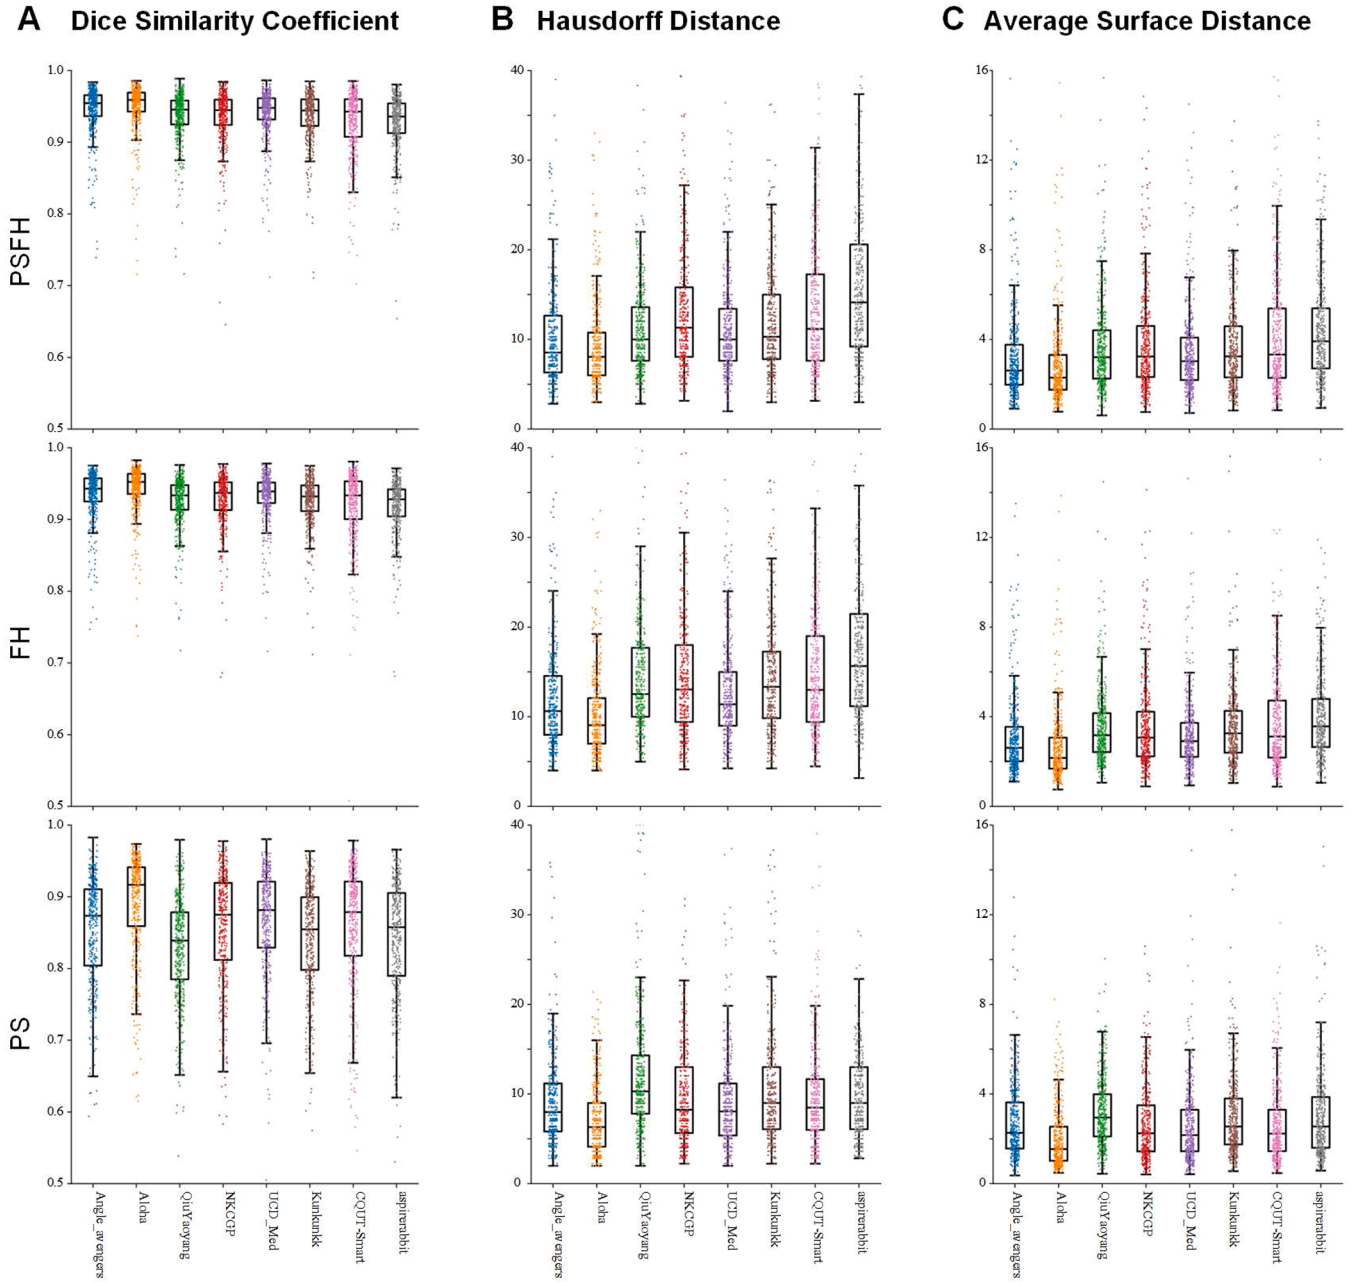 A Dice Similarity Coefficient
B Hausdorff Distance
C Average Surface Distance
PSFH
1.0
0.9
0.8
0.7
0.6
0.5
40
30
20
10
0
16
12
8
4
0
FH
1.0
0.9
0.8
0.7
0.6
0.5
40
30
20
10
0
16
12
8
4
0
PS
1.0
0.9
0.8
0.7
0.6
0.5
40
30
20
10
0
16
12
8
4
0
Angle_avengers
Aloha
QiuYaoyang
NKCGP
UCD_Med
Kunkunkk
CQUT-Smart
aspirerabbit
Angle_avengers
Aloha
QiuYaoyang
NKCGP
UCD_Med
Kunkunkk
CQUT-Smart
aspirerabbit
Angle_avengers
Aloha
QiuYaoyang
NKCGP
UCD_Med
Kunkunkk
CQUT-Smart
aspirerabbit